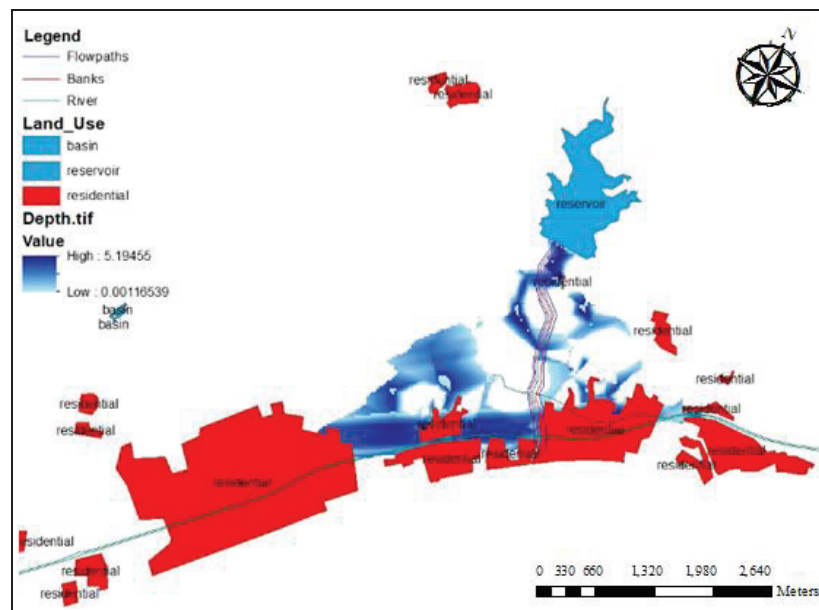 Legend
Flowpaths
Banks
River
Land_Use
basin
reservoir
residential
Depth.tif
Value
High : 5.19455
Low : 0.00116539
N
residential
residential
reservoir
residential
basin
basin
residential
residential
residential
residential
residential
residential
residential
residential
residential
residential
residential
residential
residential
esidential
residential
residential
0 330 660 1,320 1,980 2,640
Meters